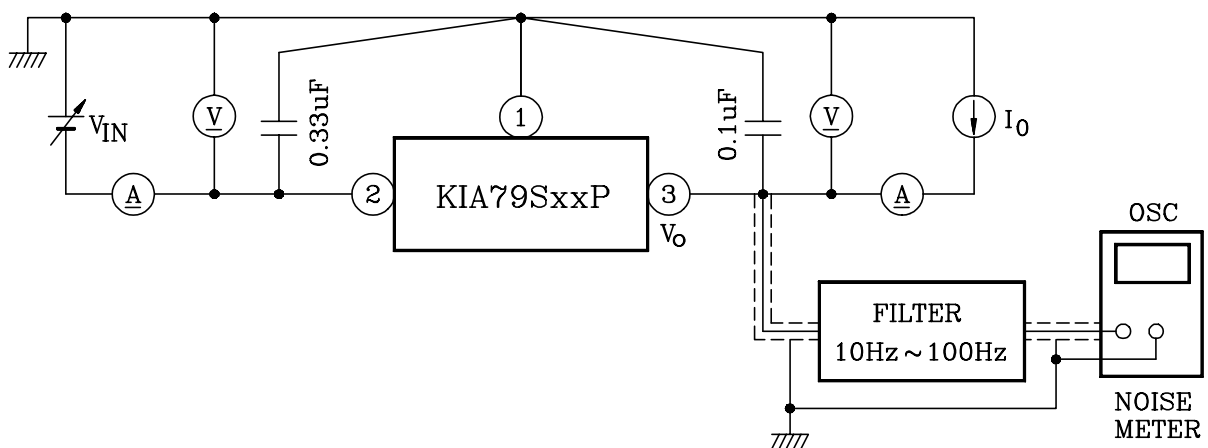 V
0.33uF
1
0.1uF
V
I0
VIN
A
2
KIA79SxxP
3
A
VO
OSC
FILTER
10Hz ~ 100Hz
NOISE
METER